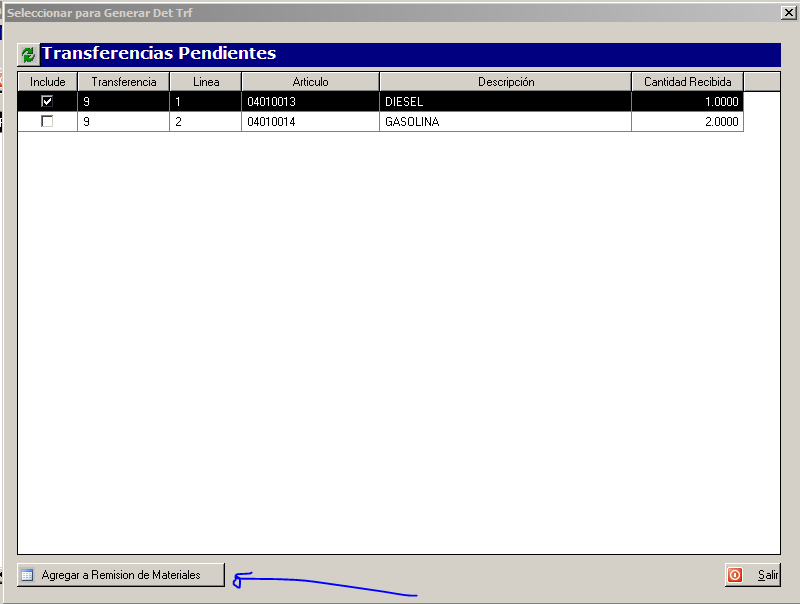 Seleccionar para Generar Det Trf
Transferencias Pendientes
Include Transferencia Linea Articulo Descripción Cantidad Recibida
9 1 04010013 DIESEL 1.0000
9 2 04010014 GASOLINA 2.0000
Agregar a Remision de Materiales
Salir